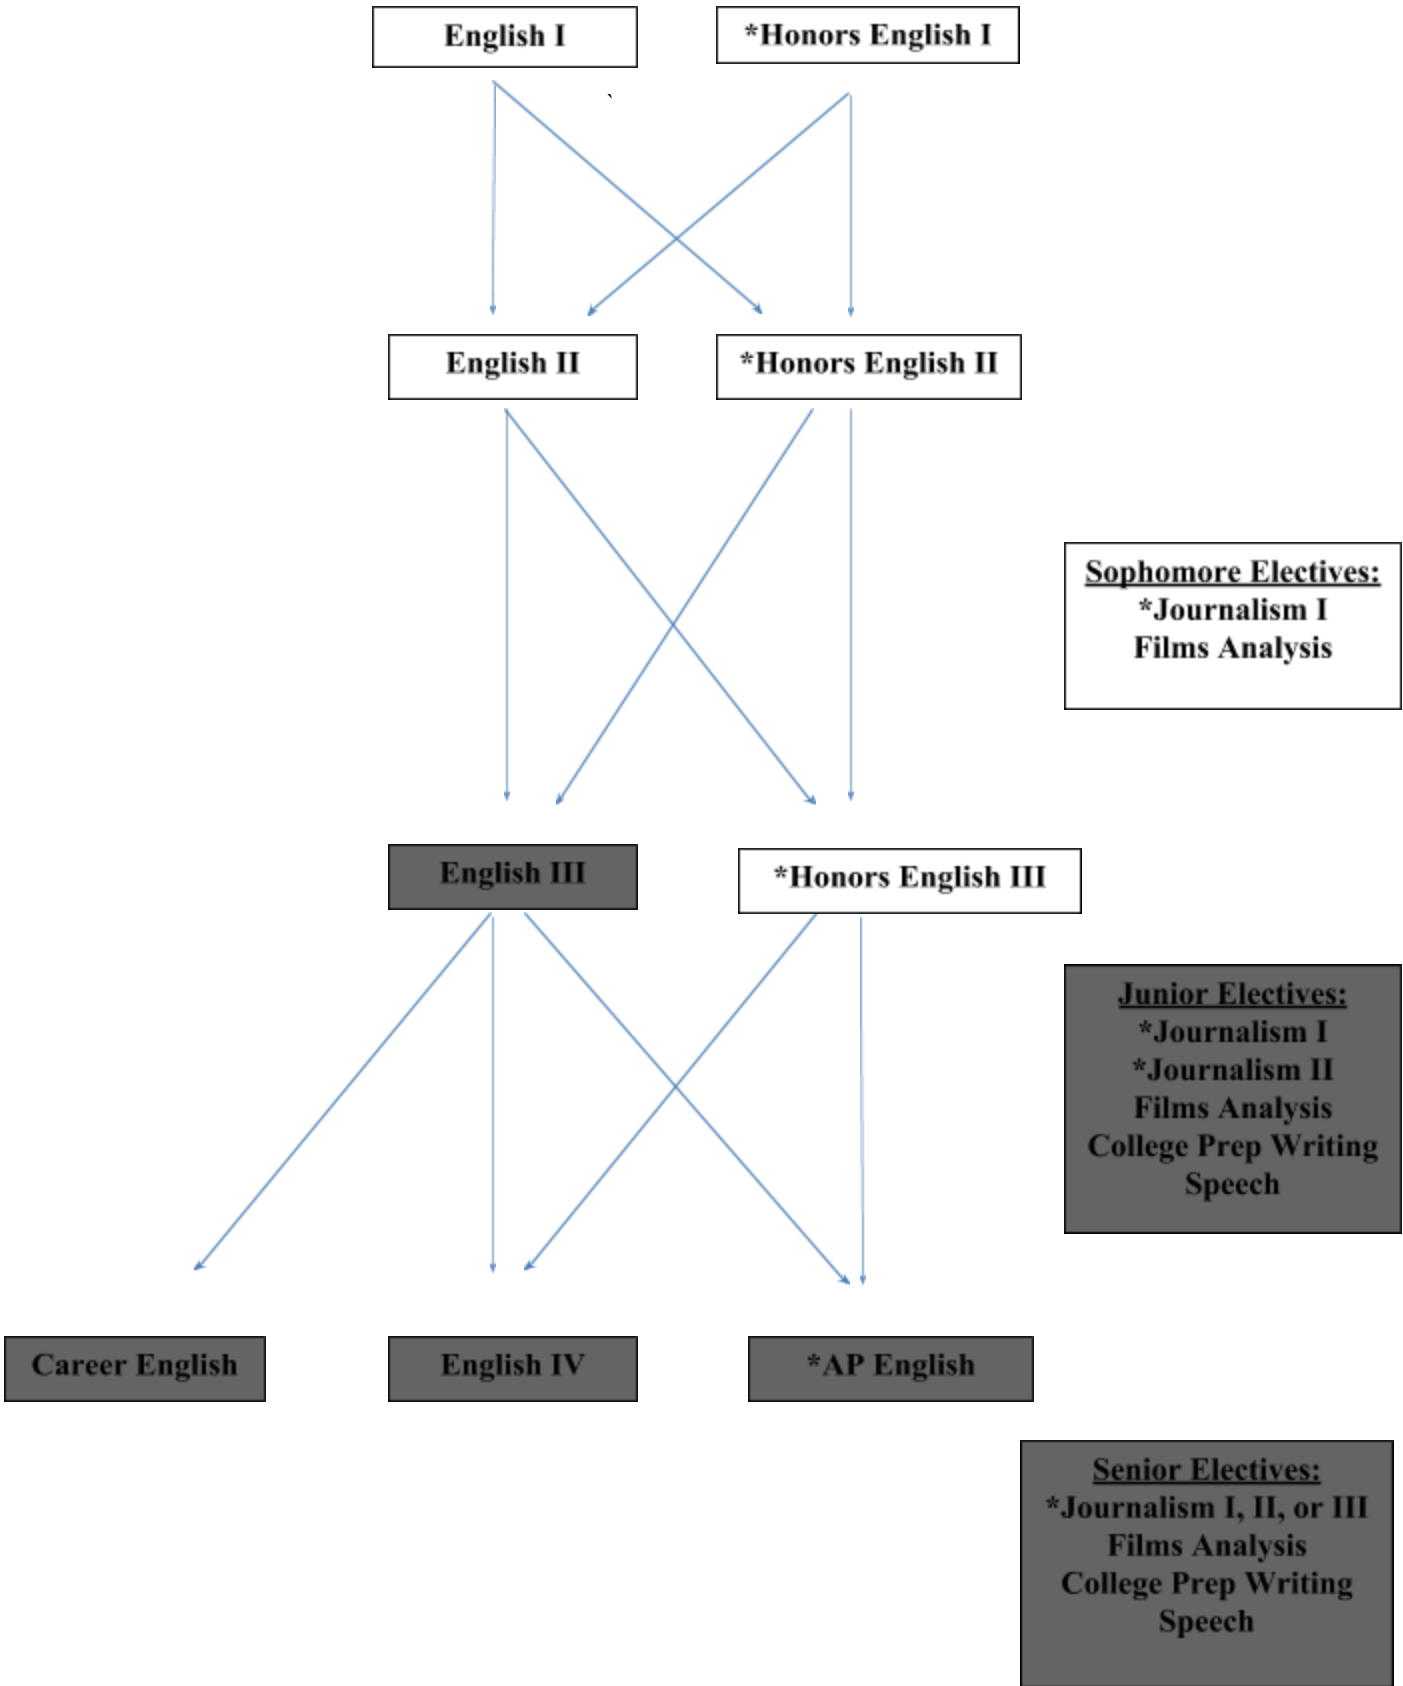 English I
*Honors English I
`
English II
*Honors English II
Sophomore Electives:
*Journalism I
Films Analysis
English III
*Honors English III
Junior Electives:
*Journalism I
*Journalism II
Films Analysis
College Prep Writing
Speech
Career English
English IV
*AP English
Senior Electives:
*Journalism I, II, or III
Films Analysis
College Prep Writing
Speech